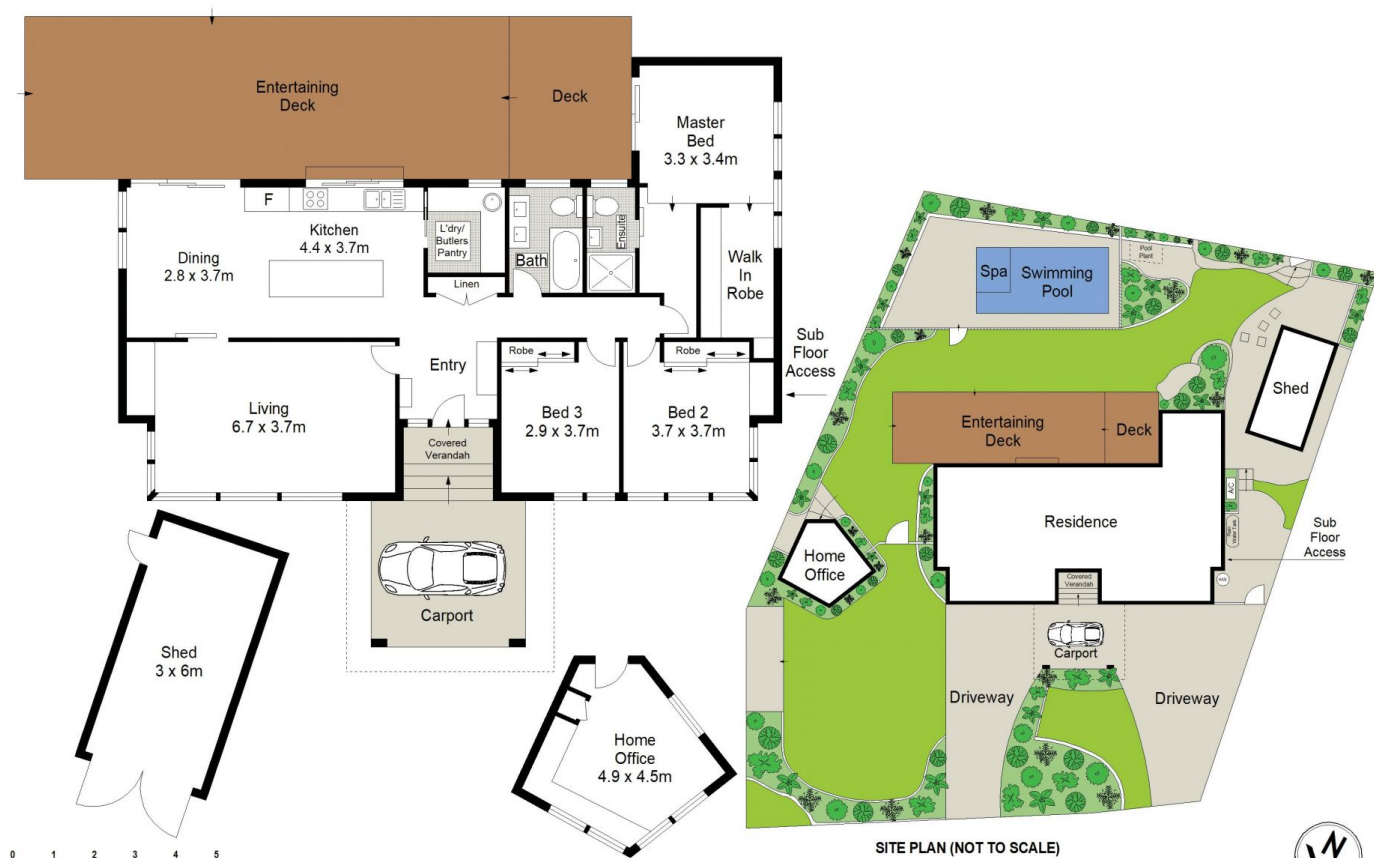 Entertaining
Deck
Deck
Master
Bed
3.3 x 3.4m
F
Kitchen
4.4 x 3.7m
L'dry/
Butlers
Pantry
Bath
Ensuite
Dining
2.8 x 3.7m
Walk
In
Robe
Linen
Sub
Floor
Access
Entry
Robe
Robe
Living
6.7 x 3.7m
Bed 3
2.9 x 3.7m
Bed 2
3.7 x 3.7m
Covered
Verandah
Carport
Shed
3 x 6m
Home
Office
4.9 x 4.5m
0 1 2 3 4 5
Pool
Plant
Spa
Swimming
Pool
Shed
Entertaining
Deck
Deck
A/C
Residence
Rain
Water Tank
Sub
Floor
Access
Home
Office
HW
Covered
Verandah
Carport
Driveway
Driveway
SITE PLAN (NOT TO SCALE)
N